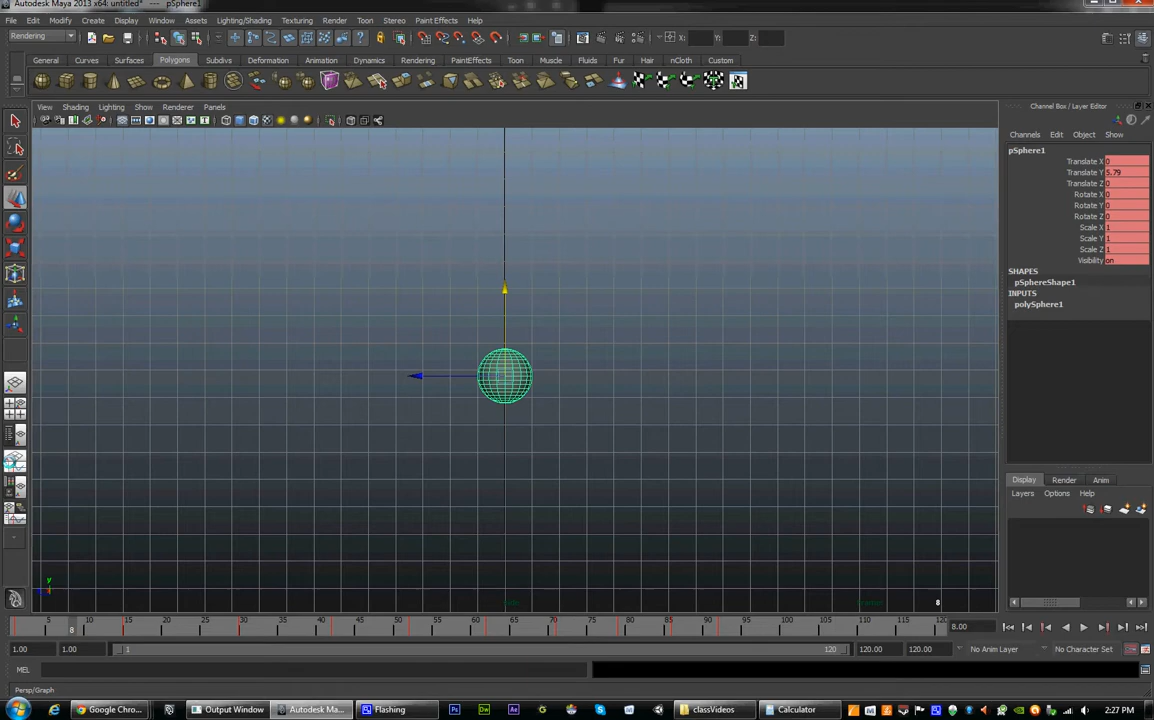 Autodesk Maya 2013 x64: untitled* --- pSphere1
File Edit Modify Create Display Window Assets Lighting/Shading Texturing Render Toon Stereo Paint Effects Help
Rendering X: Y: Z:
General Curves Surfaces Polygons Subdivs Deformation Animation Dynamics Rendering PaintEffects Toon Muscle Fluids Fur Hair nCloth Custom
View Shading Lighting Show Renderer Panels
Channel Box / Layer Editor
Channels Edit Object Show
pSphere1
Translate X 0
Translate Y 5.79
Translate Z 0
Rotate X 0
Rotate Y 0
Rotate Z 0
Scale X 1
Scale Y 1
Scale Z 1
Visibility on
SHAPES
pSphereShape1
INPUTS
polySphere1
Display Render Anim
Layers Options Help
y
8
5 8 10 15 20 25 30 35 40 45 50 55 60 65 70 75 80 85 90 95 100 105 110 115 120 8.00
1.00 1.00 1 120 120.00 120.00 No Anim Layer No Character Set
MEL
Persp/Graph
Google Chro... Output Window Autodesk Ma... Flashing classVideos Calculator 2:27 PM